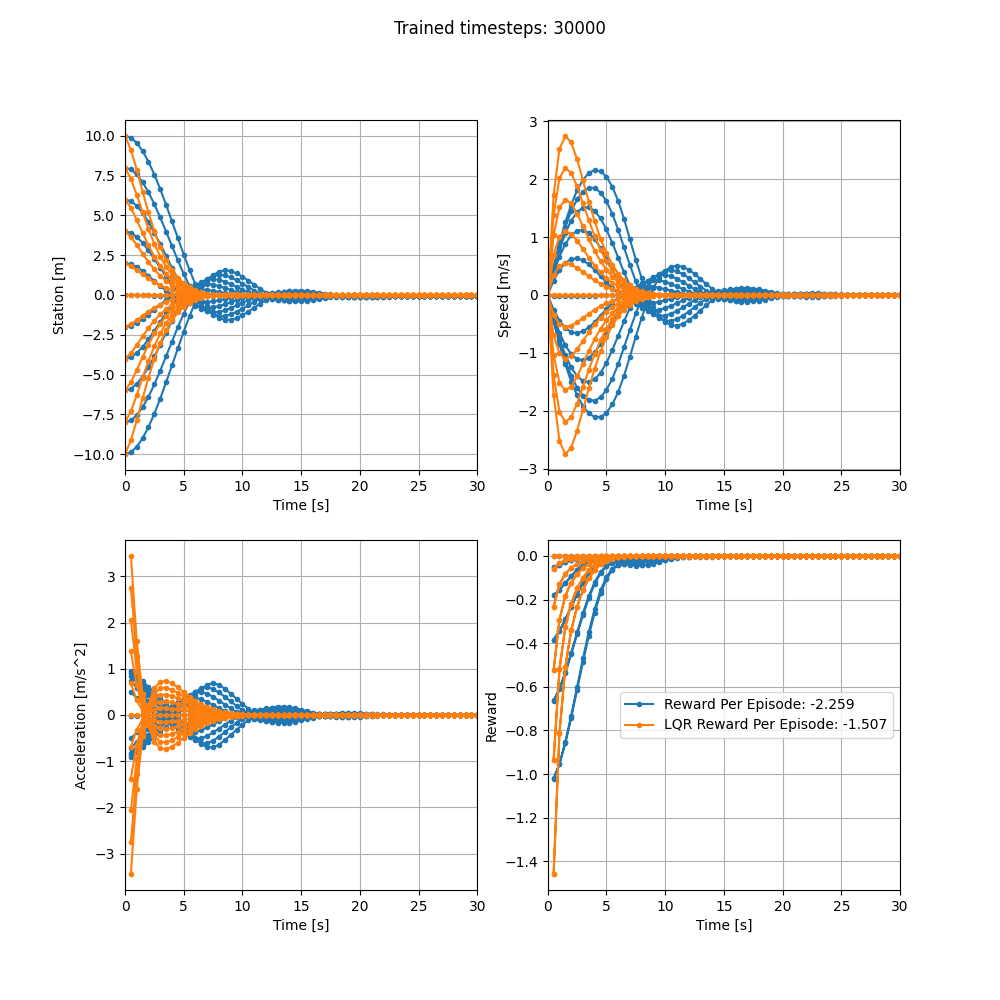 Trained timesteps: 30000
10.0
7.5
5.0
2.5
0.0
−2.5
−5.0
−7.5
−10.0
Station [m]
0 5 10 15 20 25 30
Time [s]
3
2
1
0
−1
−2
−3
Speed [m/s]
0 5 10 15 20 25 30
Time [s]
3
2
1
0
−1
−2
−3
Acceleration [m/s^2]
0 5 10 15 20 25 30
Time [s]
0.0
−0.2
−0.4
−0.6
−0.8
−1.0
−1.2
−1.4
Reward
Reward Per Episode: -2.259
LQR Reward Per Episode: -1.507
0 5 10 15 20 25 30
Time [s]